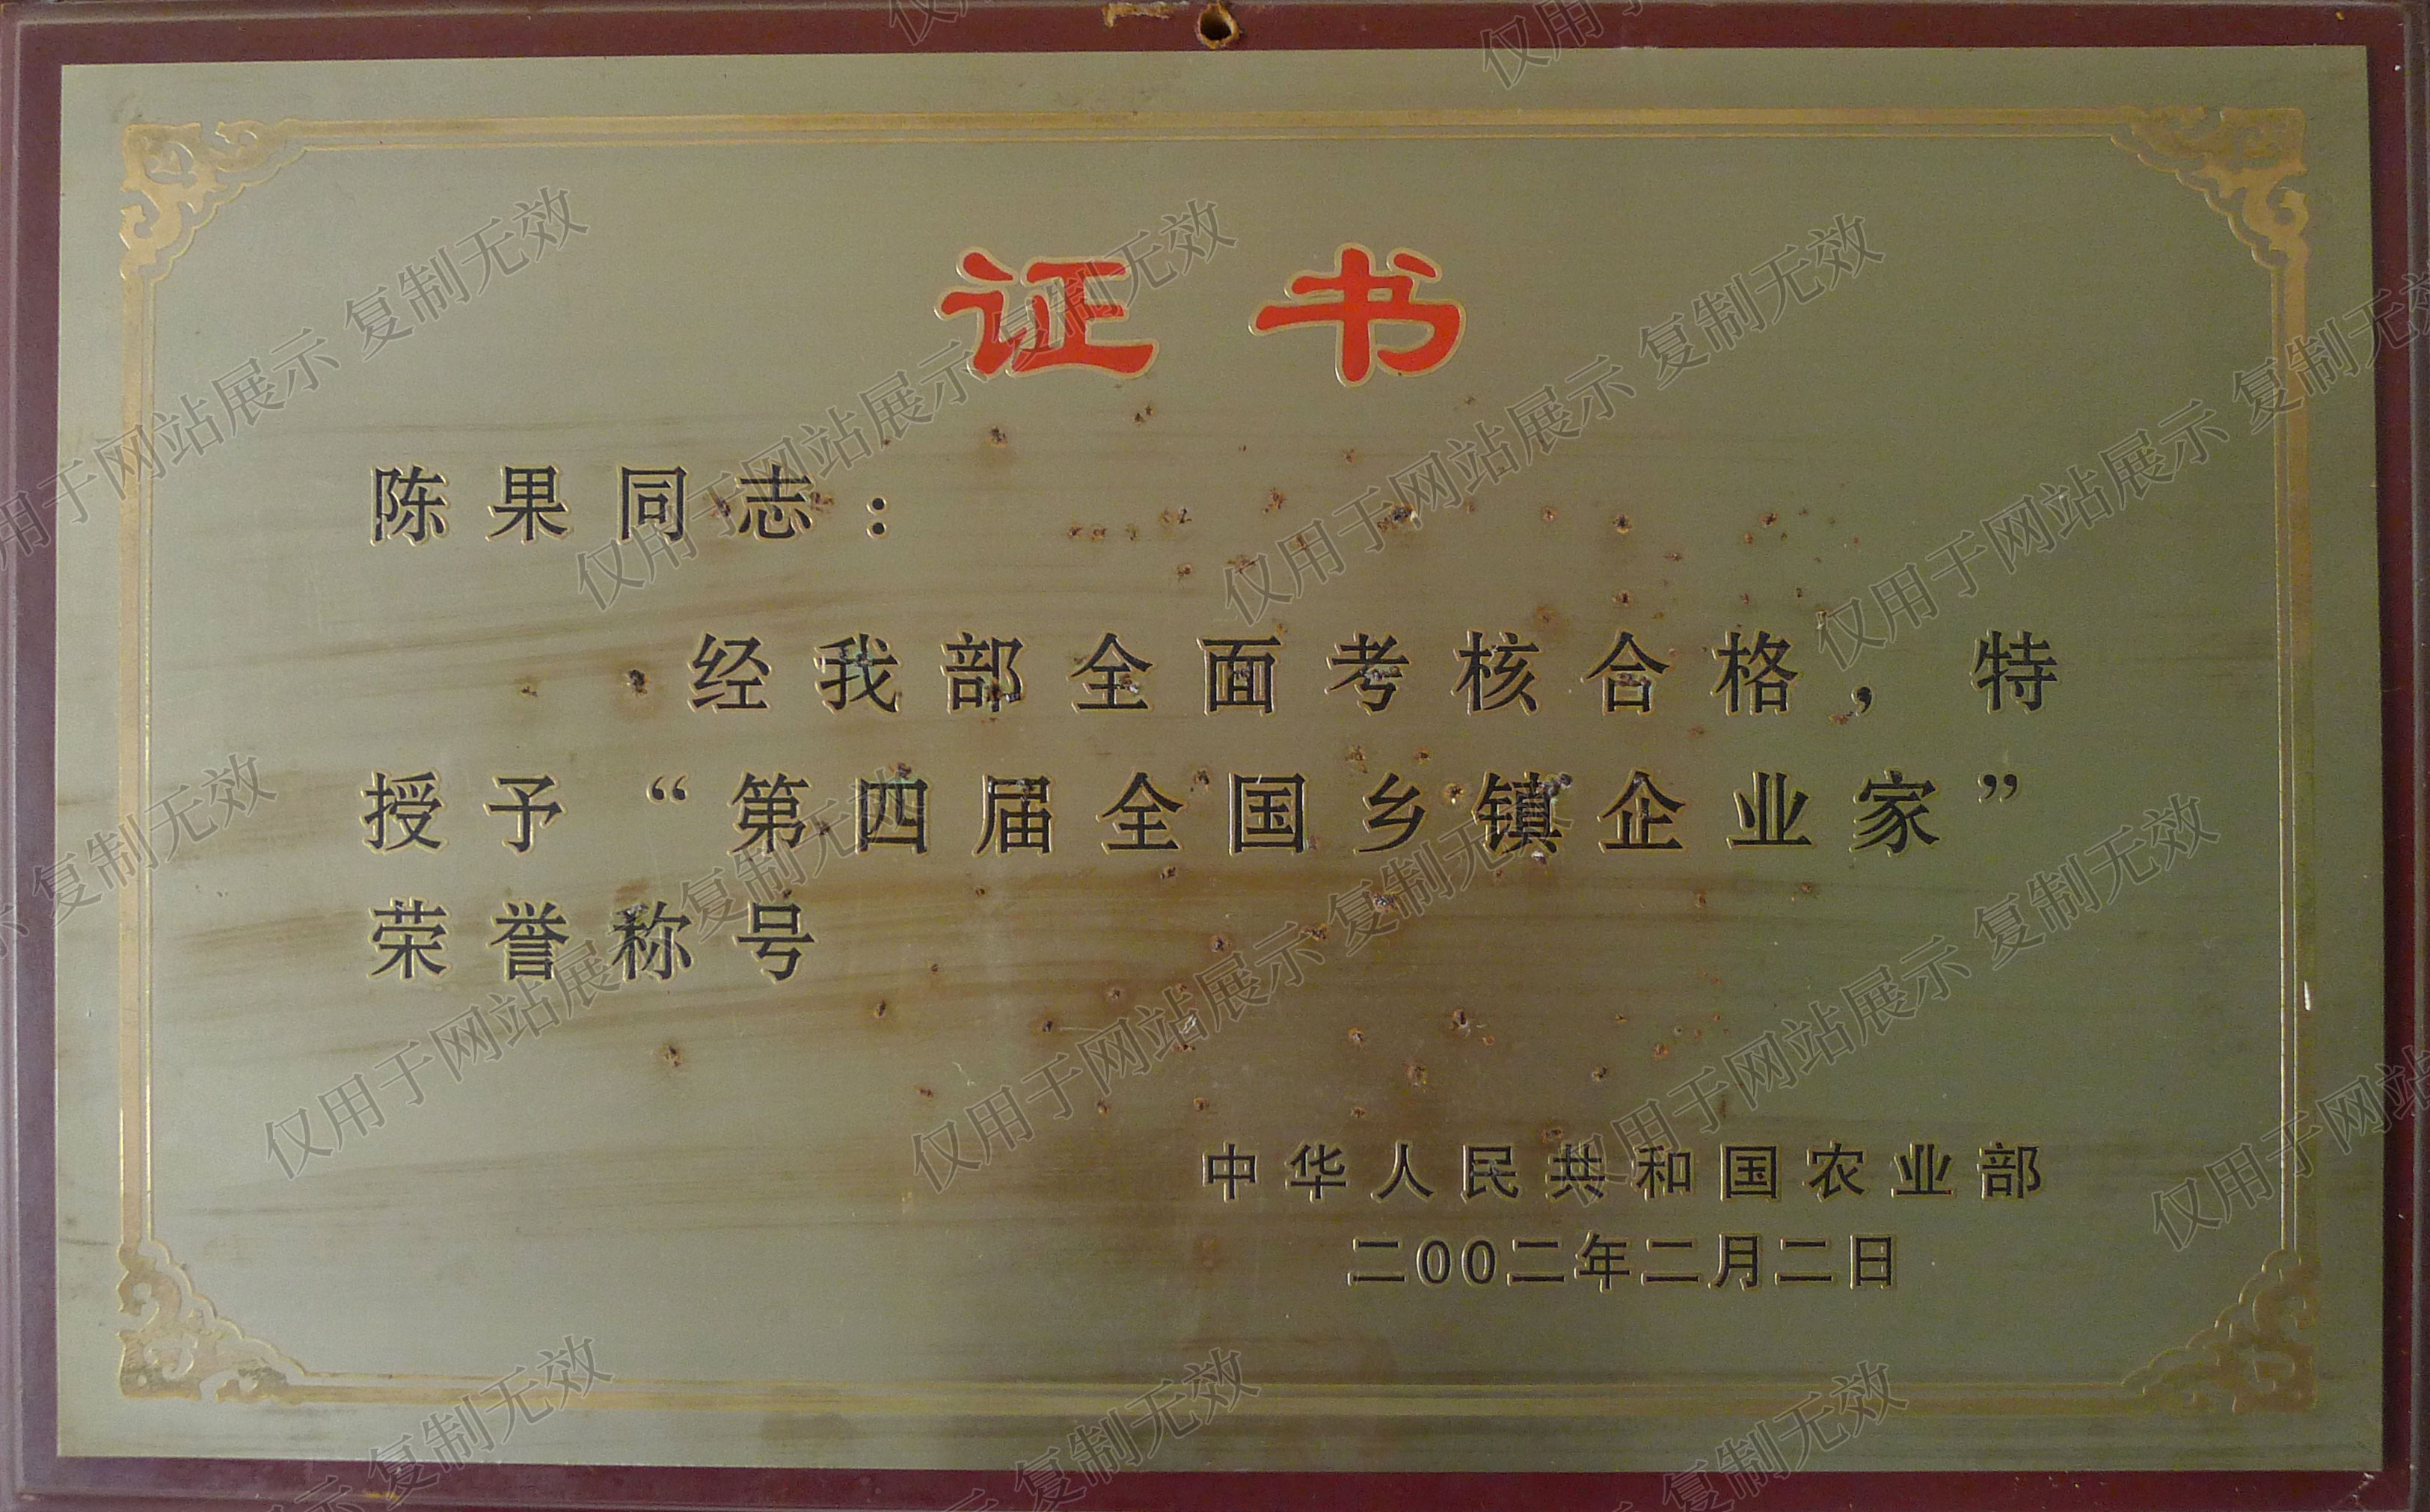 证书
陈果同志：
经我部全面考核合格，特
授予“第四届全国乡镇企业家”
荣誉称号
中华人民共和国农业部
二00二年二月二日
仅用于网站展示 复制无效